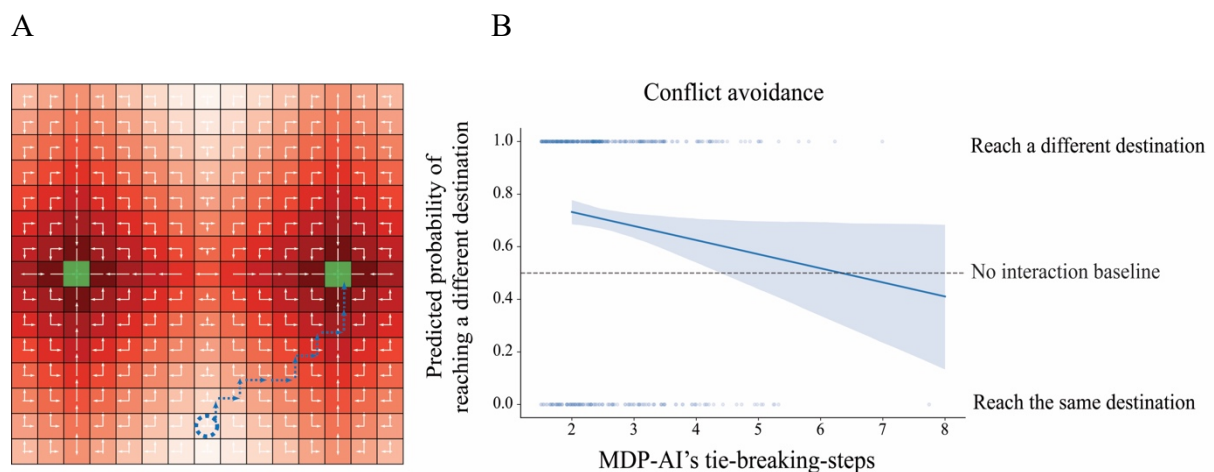 A
B
Conflict avoidance
Predicted probability of
reaching a different destination
1.0
0.8
0.6
0.4
0.2
0.0
Reach a different destination
No interaction baseline
Reach the same destination
2 3 4 5 6 7 8
MDP-AI's tie-breaking-steps